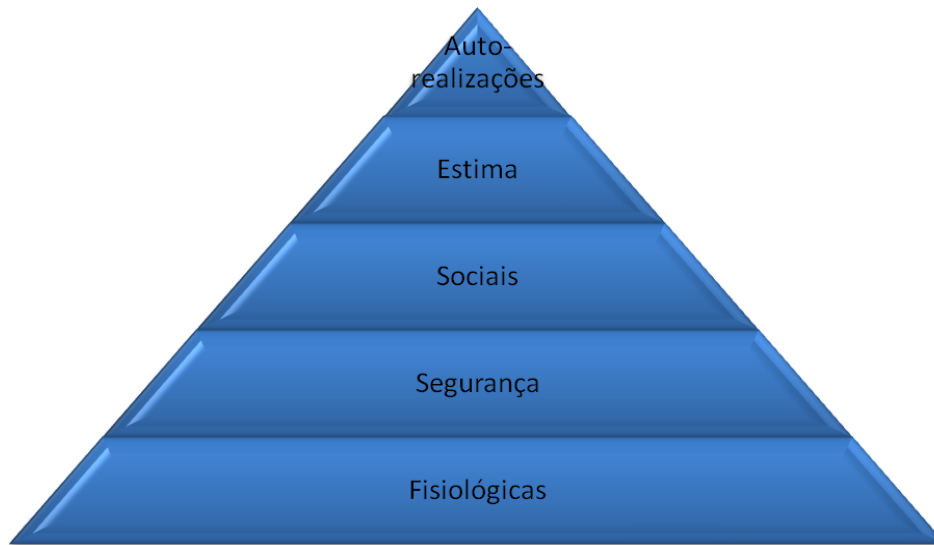 Auto-
realizações
Estima
Sociais
Segurança
Fisiológicas